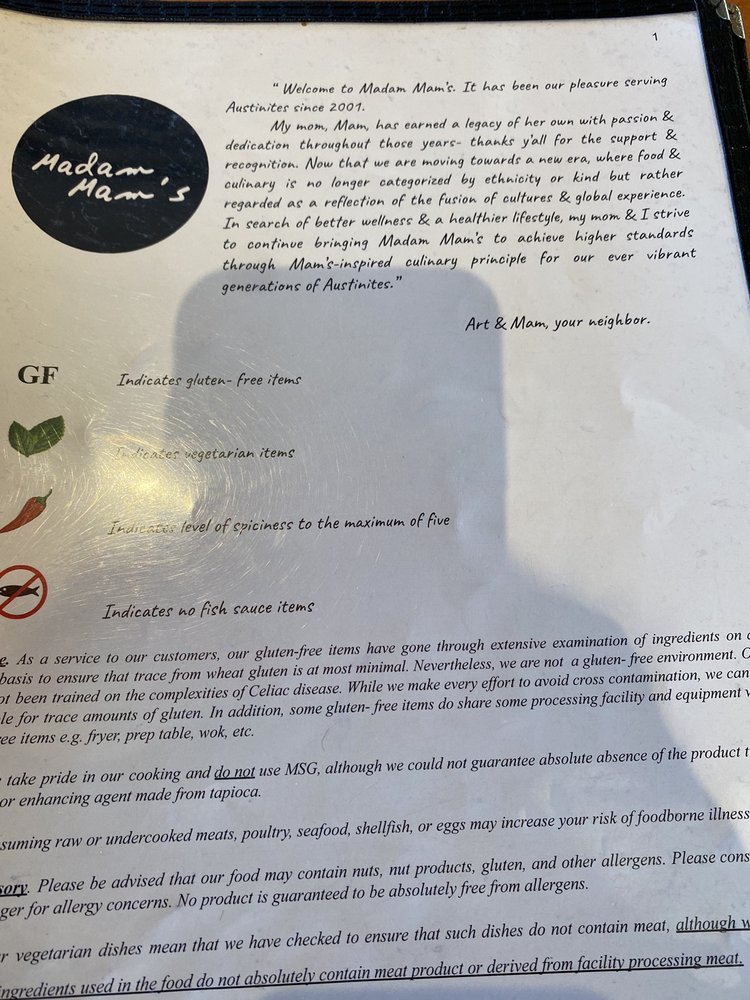 1
Madam
Mam's
" Welcome to Madam Mam's. It has been our pleasure serving
Austinites since 2001.
My mom, Mam, has earned a legacy of her own with passion &
dedication throughout those years- thanks y'all for the support &
recognition. Now that we are moving towards a new era, where food &
culinary is no longer categorized by ethnicity or kind but rather
regarded as a reflection of the fusion of cultures & global experience.
In search of better wellness & a healthier lifestyle, my mom & I strive
to continue bringing Madam Mam's to achieve higher standards
through Mam's-inspired culinary principle for our ever vibrant
generations of Austinites."
Art & Mam, your neighbor.
GF Indicates gluten- free items
Indicates vegetarian items
Indicates level of spiciness to the maximum of five
Indicates no fish sauce items
e. As a service to our customers, our gluten-free items have gone through extensive examination of ingredients on
basis to ensure that trace from wheat gluten is at most minimal. Nevertheless, we are not a gluten- free environment.
ot been trained on the complexities of Celiac disease. While we make every effort to avoid cross contamination, we can
le for trace amounts of gluten. In addition, some gluten- free items do share some processing facility and equipment
ree items e.g. fryer, prep table, wok, etc.
take pride in our cooking and do not use MSG, although we could not guarantee absolute absence of the product
or enhancing agent made from tapioca.
suming raw or undercooked meats, poultry, seafood, shellfish, or eggs may increase your risk of foodborne illness
sory. Please be advised that our food may contain nuts, nut products, gluten, and other allergens. Please cons
ger for allergy concerns. No product is guaranteed to be absolutely free from allergens.
r vegetarian dishes mean that we have checked to ensure that such dishes do not contain meat, although w
ingredients used in the food do not absolutely contain meat product or derived from facility processing meat.